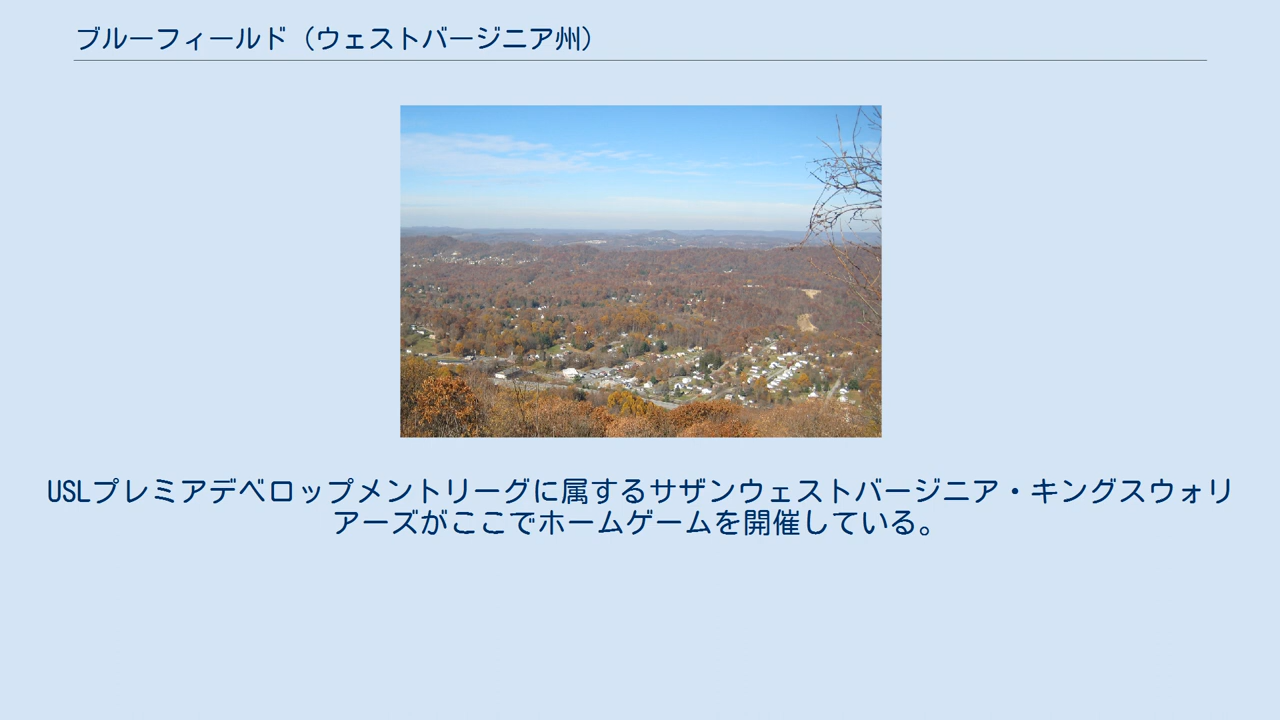 ブルーフィールド（ウェストバージニア州）
USLプレミアデベロップメントリーグに属するサザンウェストバージニア・キングスウォリ
アーズがここでホームゲームを開催している。